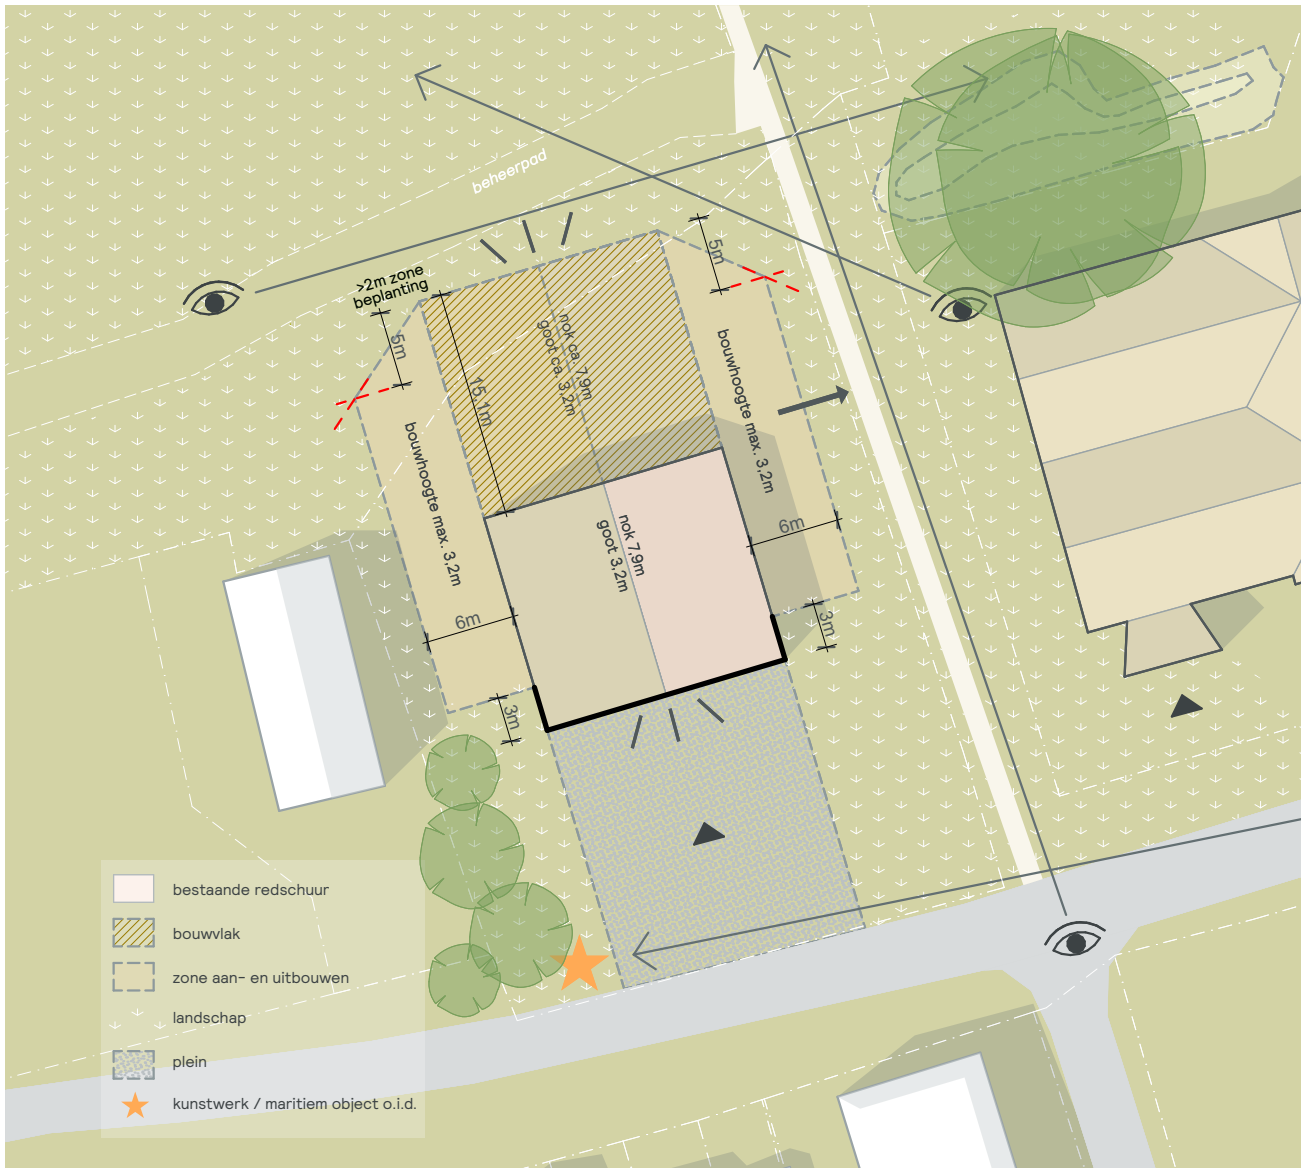 beheerpad
>2m zone
beplanting
5m
5m
15,1m
nok ca. 7,9m
goot ca. 3,2m
bouwhoogte max. 3,2m
bouwhoogte max. 3,2m
nok 7,9m
goot 3,2m
6m
6m
3m
3m
bestaande redschuur
bouwvlak
zone aan- en uitbouwen
landschap
plein
kunstwerk / maritiem object o.i.d.